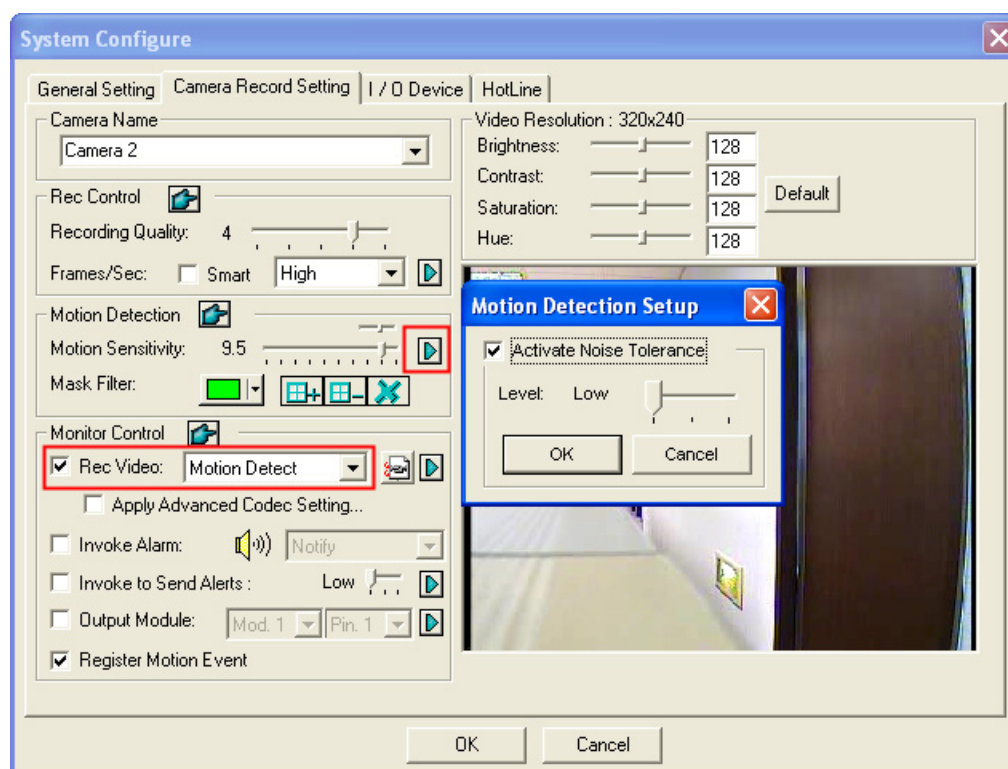 System Configure
General Setting
Camera Record Setting
I / O Device
HotLine
Camera Name
Camera 2
Rec Control
Recording Quality: 4
Frames/Sec: Smart High
Motion Detection
Motion Sensitivity: 9.5
Mask Filter:
Monitor Control
Rec Video: Motion Detect
Apply Advanced Codec Setting...
Invoke Alarm: Notify
Invoke to Send Alerts : Low
Output Module: Mod. 1 Pin. 1
Register Motion Event
Video Resolution : 320x240
Brightness: 128
Contrast: 128
Saturation: 128
Hue: 128
Default
Motion Detection Setup
Activate Noise Tolerance
Level: Low
OK Cancel
OK Cancel